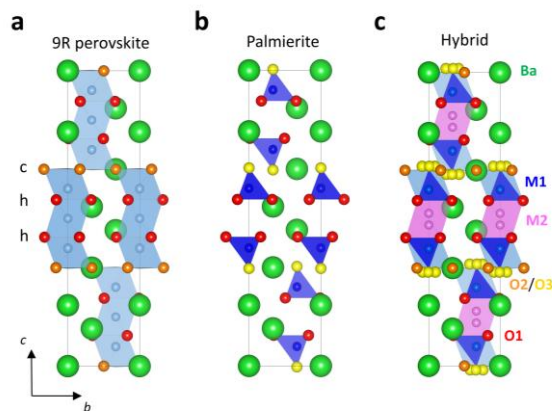 a
9R perovskite
b
Palmierite
c
Hybrid
Ba
c
h
h
M1
M2
O2/O3
O1
c
b